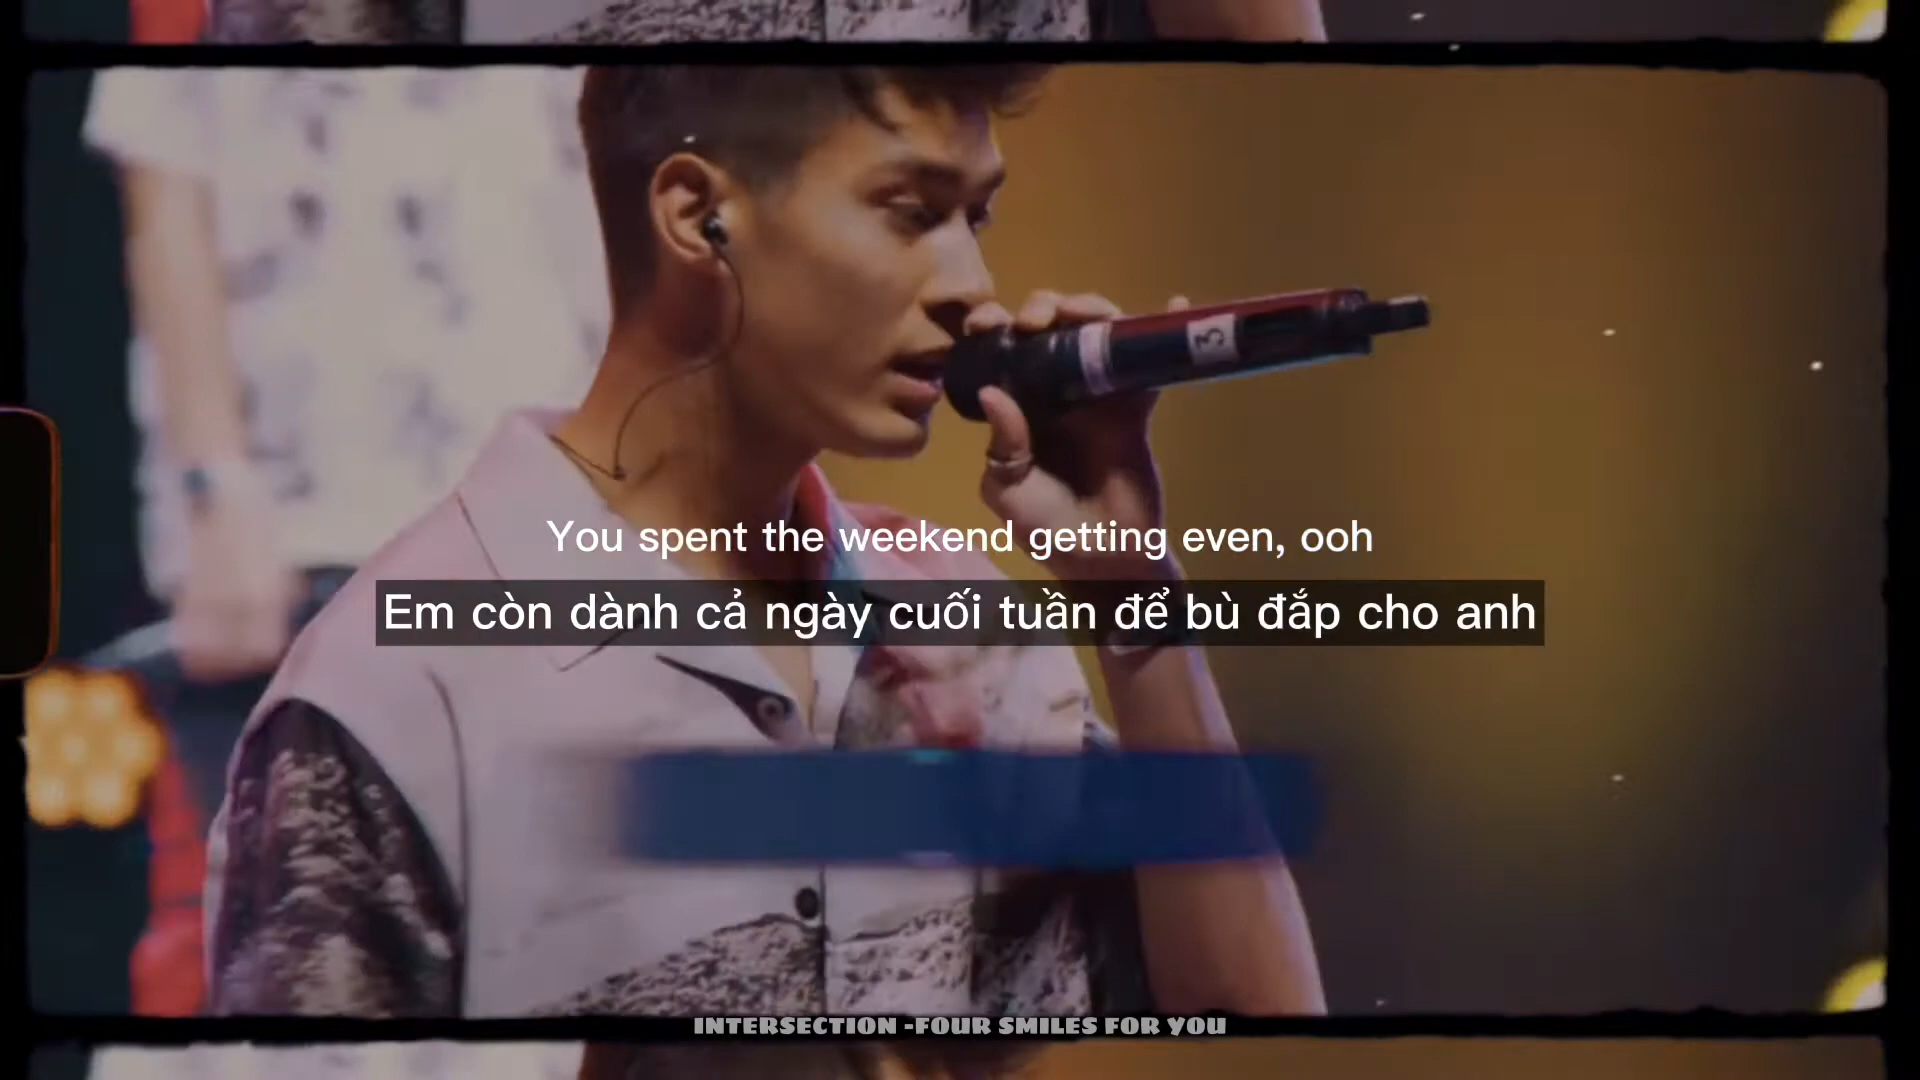 3
You spent the weekend getting even, ooh
Em còn dành cả ngày cuối tuần để bù đắp cho anh
INTERSECTION -FOUR SMILES FOR YOU